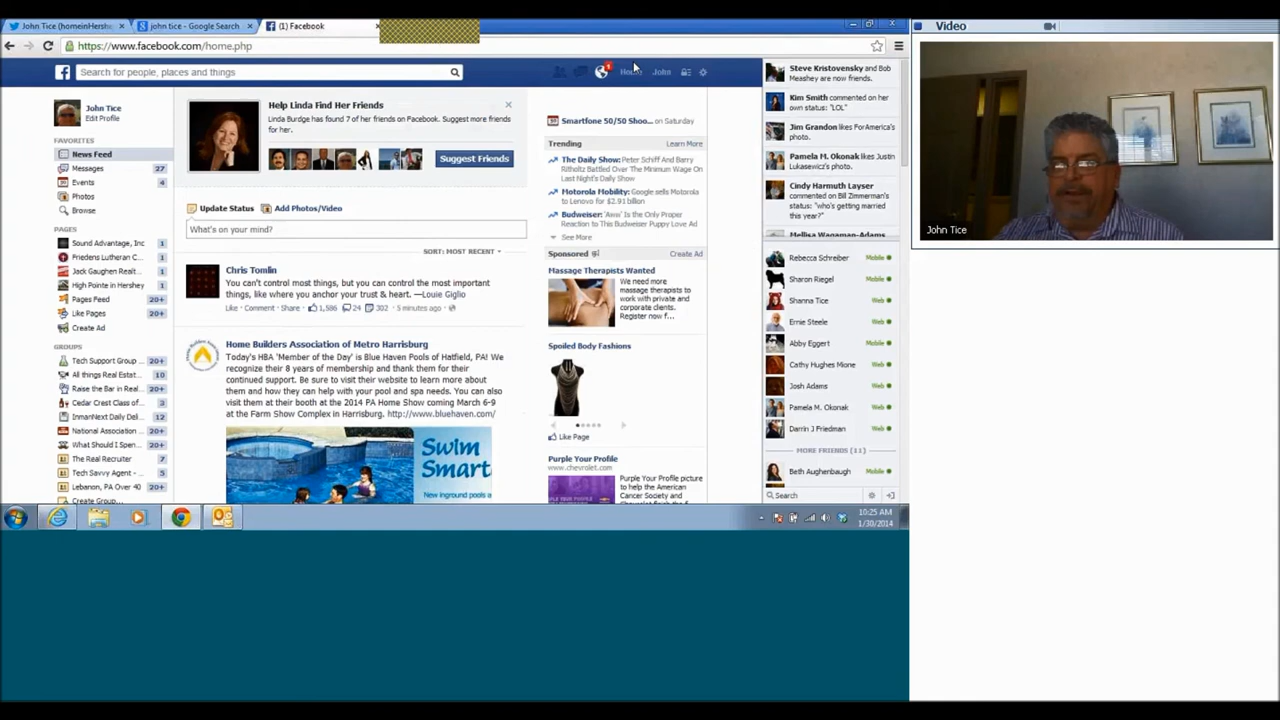 John Tice (homeinHersh
john tice - Google Search
(1) Facebook
https://www.facebook.com/home.php
Search for people, places and things
1
Home
John
John Tice
Edit Profile
FAVORITES
News Feed
Messages 27
Events 4
Photos
Browse
PAGES
Sound Advantage, Inc 1
Friedens Lutheran C... 1
Jack Gaughen Realt... 1
High Pointe in Hershey 1
Pages Feed 20+
Like Pages 20+
Create Ad
GROUPS
Tech Support Group ... 20+
All things Real Estat... 10
Raise the Bar in Real... 20+
Cedar Crest Class of... 3
InmanNext Daily Deli... 12
National Association ... 20+
What Should I Spen... 20+
The Real Recruiter 7
Tech Savvy Agent - ... 5
Lebanon, PA Over 40 20+
Create Group...
Help Linda Find Her Friends
Linda Burdge has found 7 of her friends on Facebook. Suggest more friends
for her.
Suggest Friends
Update Status
Add Photos/Video
What's on your mind?
SORT: MOST RECENT
Chris Tomlin
You can't control most things, but you can control the most important
things, like where you anchor your trust & heart. —Louie Giglio
Like · Comment · Share · 1,586 24 302 · 5 minutes ago ·
Home Builders Association of Metro Harrisburg
Today's HBA 'Member of the Day' is Blue Haven Pools of Hatfield, PA! We
recognize their 8 years of membership and thank them for their
continued support. Be sure to visit their website to learn more about
them and how they can help with your pool and spa needs. You can also
visit them at their booth at the 2014 PA Home Show coming March 6-9
at the Farm Show Complex in Harrisburg. http://www.bluehaven.com/
Swim
Smart
New inground pools a
Smartfone 50/50 Shoo... on Saturday
Trending
Learn More
The Daily Show: Peter Schiff And Barry
Ritholtz Battled Over The Minimum Wage On
Last Night's Daily Show
Motorola Mobility: Google sells Motorola
to Lenovo for $2.91 billion
Budweiser: 'Aww' Is the Only Proper
Reaction to This Budweiser Puppy Love Ad
See More
Sponsored
Create Ad
Massage Therapists Wanted
We need more
massage therapists to
work with private and
corporate clients.
Register now f...
Spoiled Body Fashions
Like Page
Purple Your Profile
www.chevrolet.com
Purple Your Profile picture
to help the American
Cancer Society and
Steve Kristovensky and Bob
Meashey are now friends.
Kim Smith commented on her
own status: "LOL"
Jim Grandon likes ForAmerica's
photo.
Pamela M. Okonak likes Justin
Lukasewicz's photo.
Cindy Harmuth Layser
commented on Bill Zimmerman's
status: "who's getting married
this year?"
Mellisa Wagaman-Adams
Rebecca Schreiber Mobile
Sharon Riegel Mobile
Shanna Tice Web
Ernie Steele Web
Abby Eggert Mobile
Cathy Hughes Mione Web
Josh Adams Web
Pamela M. Okonak Web
Darrin J Friedman Web
MORE FRIENDS (11)
Beth Aughenbaugh Mobile
Search
10:25 AM
1/30/2014
Video
John Tice